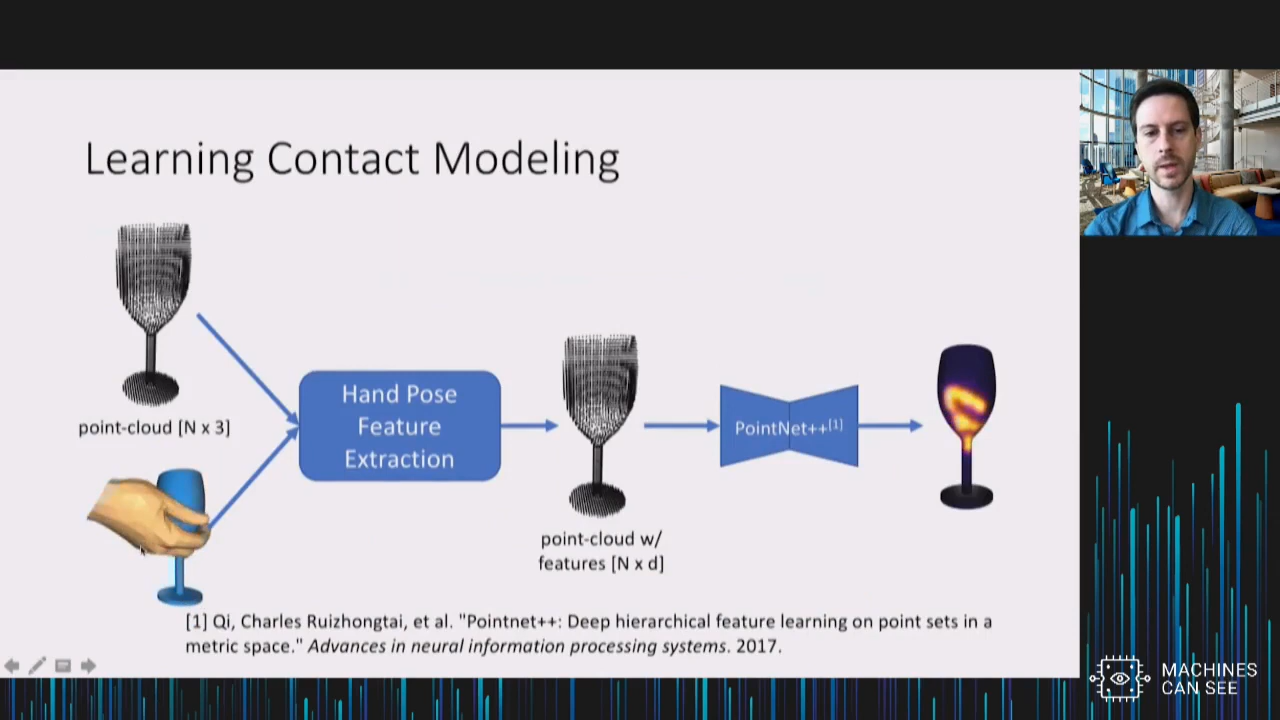 Learning Contact Modeling
point-cloud [N x 3]
Hand Pose
Feature
Extraction
point-cloud w/
features [N x d]
PointNet++[1]
[1] Qi, Charles Ruizhongtai, et al. "Pointnet++: Deep hierarchical feature learning on point sets in a
metric space." Advances in neural information processing systems. 2017.
MACHINES
CAN SEE